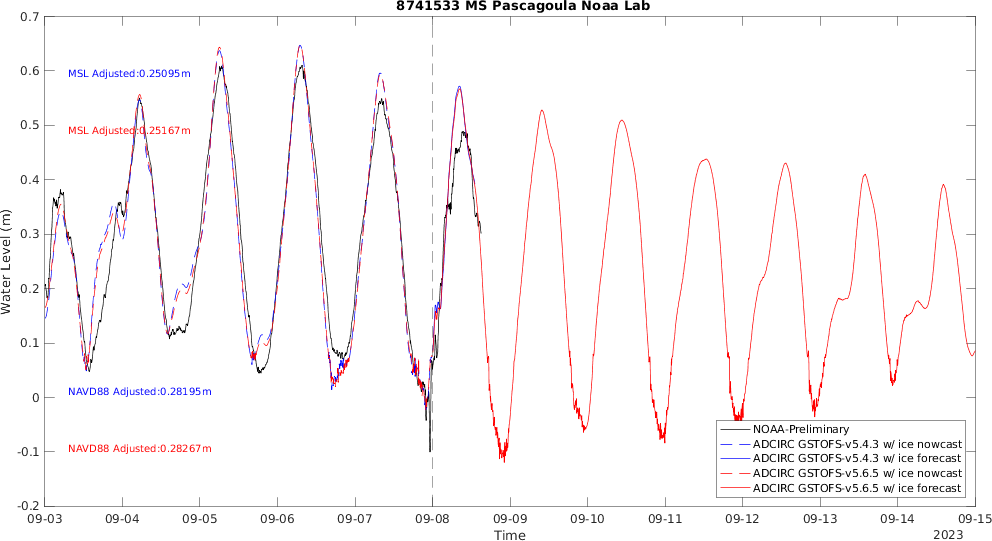 8741533 MS Pascagoula Noaa Lab
0.7
0.6
0.5
0.4
0.3
0.2
0.1
0
-0.1
-0.2
Water Level (m)
MSL Adjusted:0.25095m
MSL Adjusted:0.25167m
NAVD88 Adjusted:0.28195m
NAVD88 Adjusted:0.28267m
NOAA-Preliminary
ADCIRC GSTOFS-v5.4.3 w/ ice nowcast
ADCIRC GSTOFS-v5.4.3 w/ ice forecast
ADCIRC GSTOFS-v5.6.5 w/ ice nowcast
ADCIRC GSTOFS-v5.6.5 w/ ice forecast
09-03 09-04 09-05 09-06 09-07 09-08 09-09 09-10 09-11 09-12 09-13 09-14 09-15
Time
2023